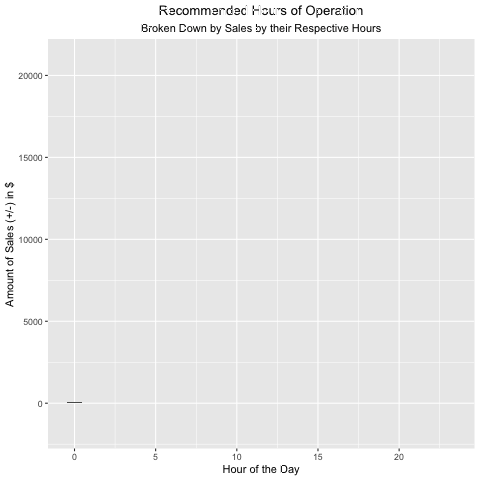 Recommended Hours of Operation
Broken Down by Sales by their Respective Hours
20000
15000
10000
5000
0
Amount of Sales (+/-) in $
0 5 10 15 20
Hour of the Day